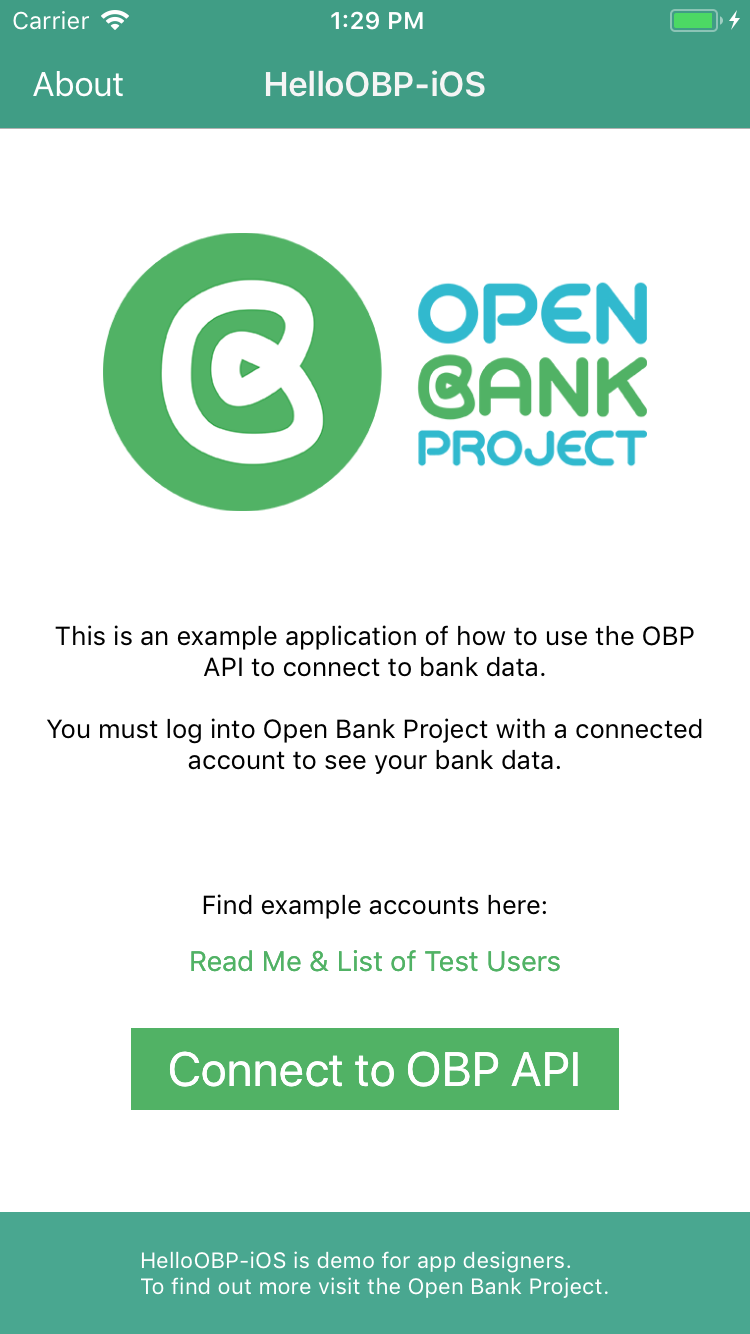 Carrier 1:29 PM
About HelloOBP-iOS
OPEN
BANK
PROJECT
This is an example application of how to use the OBP
API to connect to bank data.
You must log into Open Bank Project with a connected
account to see your bank data.
Find example accounts here:
Read Me & List of Test Users
Connect to OBP API
HelloOBP-iOS is demo for app designers.
To find out more visit the Open Bank Project.